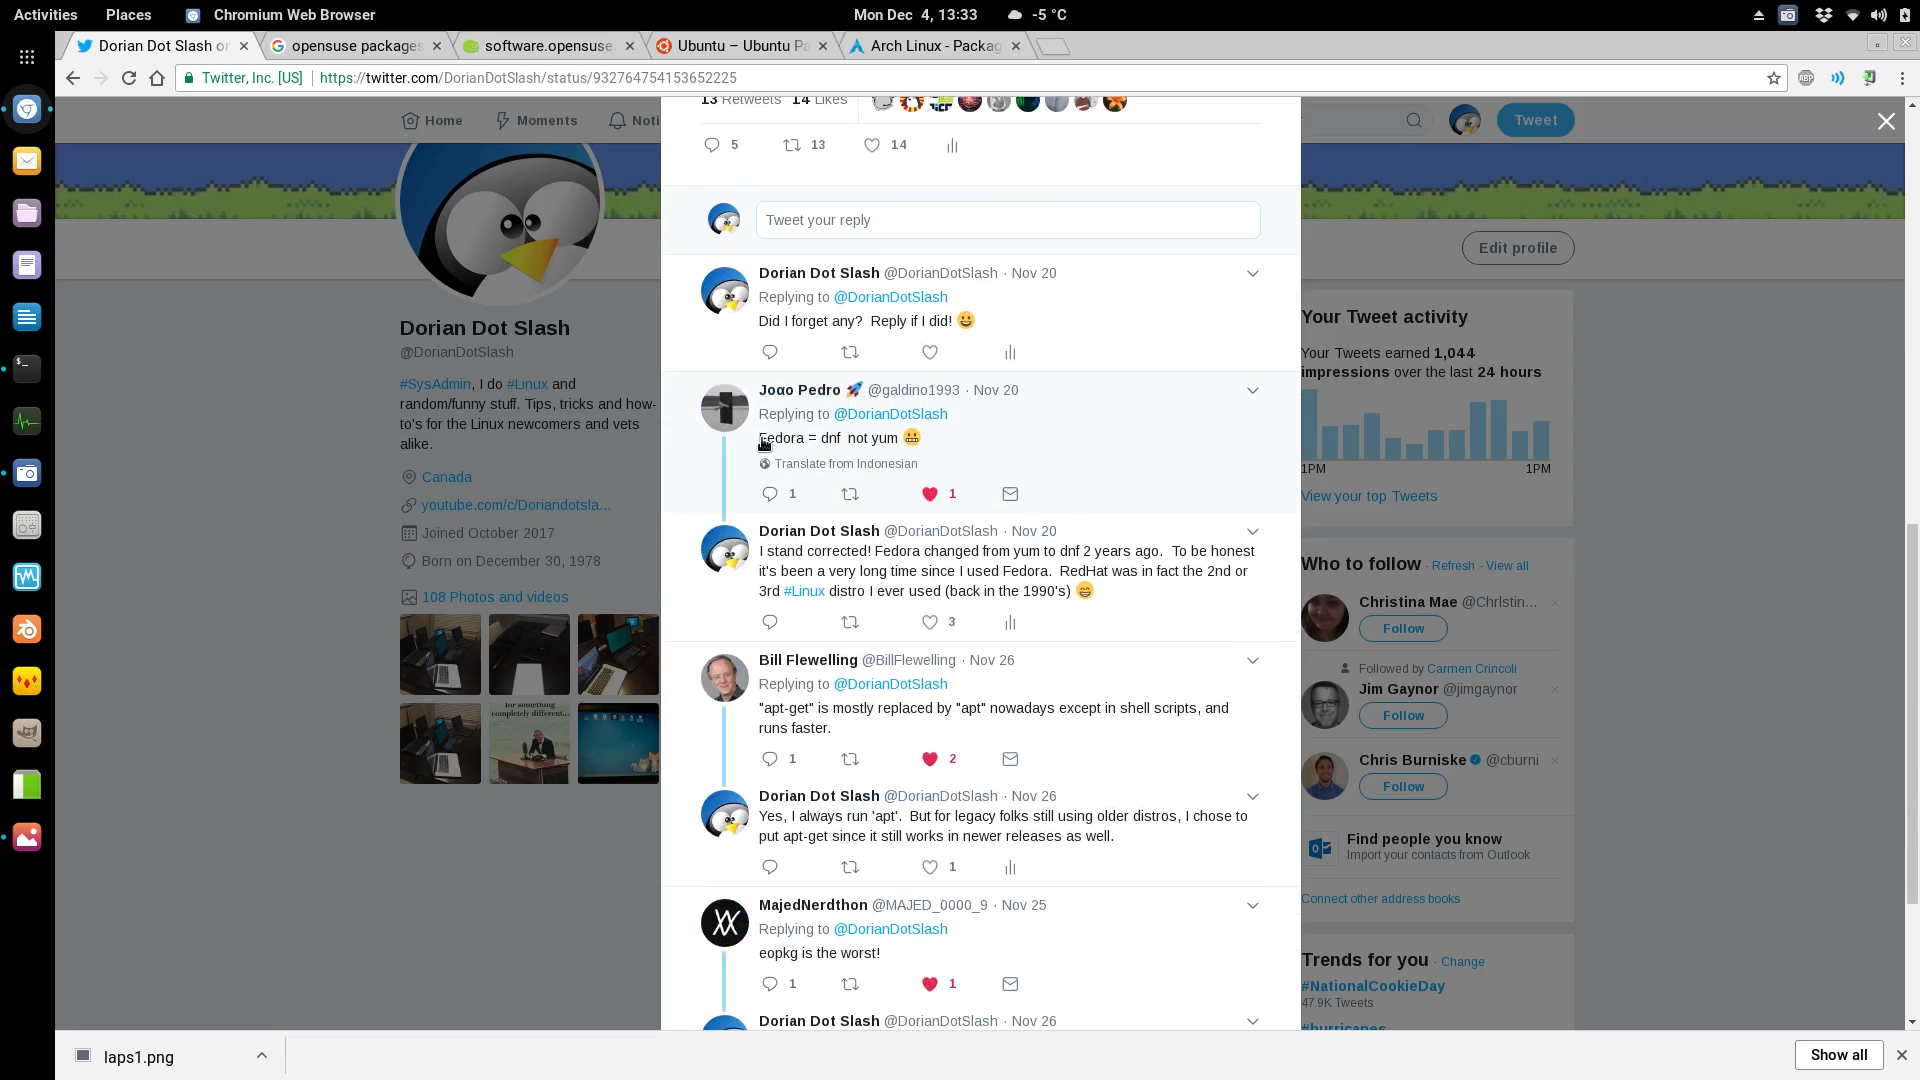 Activities Places Chromium Web Browser Mon Dec 4, 13:33 -5 °C
Dorian Dot Slash or opensuse packages software.opensuse. Ubuntu – Ubuntu Pa Arch Linux - Packag
Twitter, Inc. [US] https://twitter.com/DorianDotSlash/status/932764754153652225
ABP
Home Moments Noti
Tweet
Edit profile
Dorian Dot Slash
@DorianDotSlash
#SysAdmin, I do #Linux and
random/funny stuff. Tips, tricks and how-
to's for the Linux newcomers and vets
alike.
Canada
youtube.com/c/Doriandotsla...
Joined October 2017
Born on December 30, 1978
108 Photos and videos
for something
completely different...
13 Retweets 14 Likes
5 13 14
Tweet your reply
Dorian Dot Slash @DorianDotSlash · Nov 20
Replying to @DorianDotSlash
Did I forget any? Reply if I did! 😀
Joαo Pedro 🚀 @galdino1993 · Nov 20
Replying to @DorianDotSlash
Fedora = dnf not yum 😬
Translate from Indonesian
1 1
Dorian Dot Slash @DorianDotSlash · Nov 20
I stand corrected! Fedora changed from yum to dnf 2 years ago. To be honest
it's been a very long time since I used Fedora. RedHat was in fact the 2nd or
3rd #Linux distro I ever used (back in the 1990's) 😄
3
Bill Flewelling @BillFlewelling · Nov 26
Replying to @DorianDotSlash
"apt-get" is mostly replaced by "apt" nowadays except in shell scripts, and
runs faster.
1 2
Dorian Dot Slash @DorianDotSlash · Nov 26
Yes, I always run 'apt'. But for legacy folks still using older distros, I chose to
put apt-get since it still works in newer releases as well.
1
MajedNerdthon @MAJED_0000_9 · Nov 25
Replying to @DorianDotSlash
eopkg is the worst!
1 1
Dorian Dot Slash @DorianDotSlash · Nov 26
Your Tweet activity
Your Tweets earned 1,044
impressions over the last 24 hours
1PM 1PM
View your top Tweets
Who to follow · Refresh · View all
Christina Mae @Chrlstin...
Follow
Followed by Carmen Crincoli
Jim Gaynor @jimgaynor
Follow
Chris Burniske @cburni
Follow
Find people you know
Import your contacts from Outlook
Connect other address books
Trends for you · Change
#NationalCookieDay
47.9K Tweets
#hurricanes
laps1.png
Show all